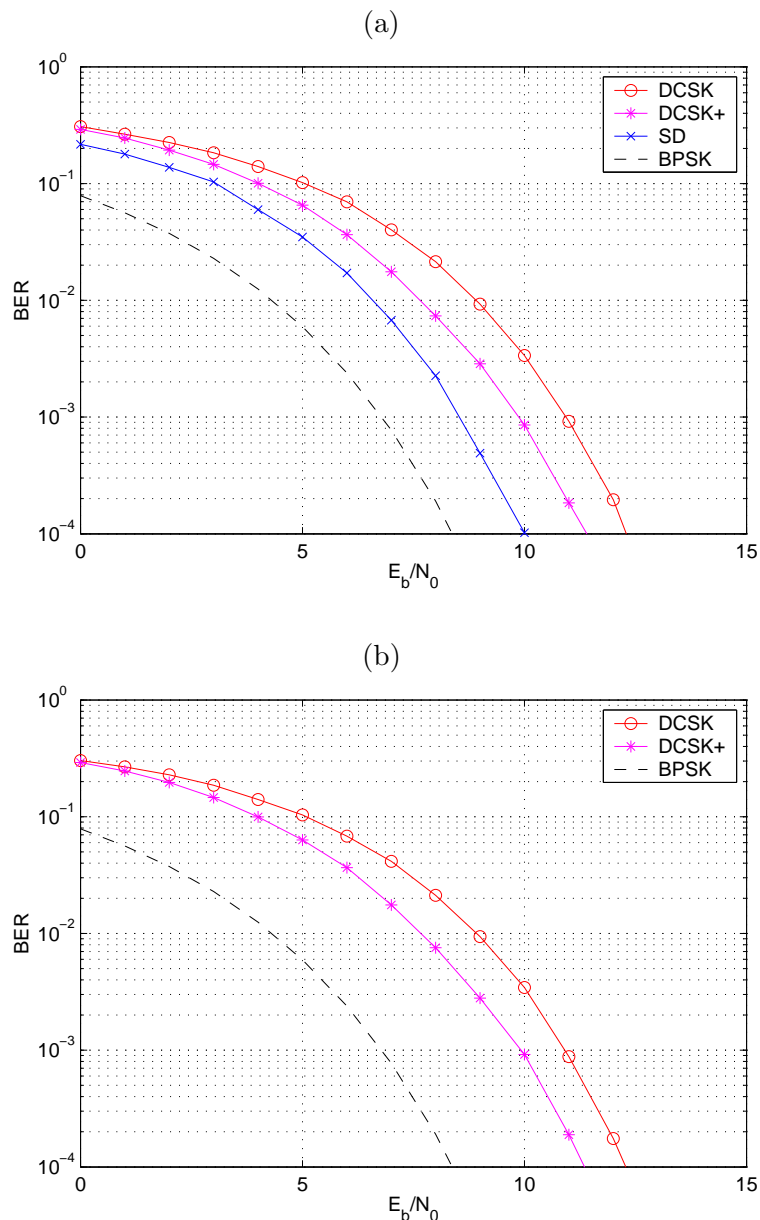 (a)
10^0
10^-1
10^-2
10^-3
10^-4
BER
0 5 10 15
E_b/N_0
DCSK
DCSK+
SD
BPSK
(b)
10^0
10^-1
10^-2
10^-3
10^-4
BER
0 5 10 15
E_b/N_0
DCSK
DCSK+
BPSK